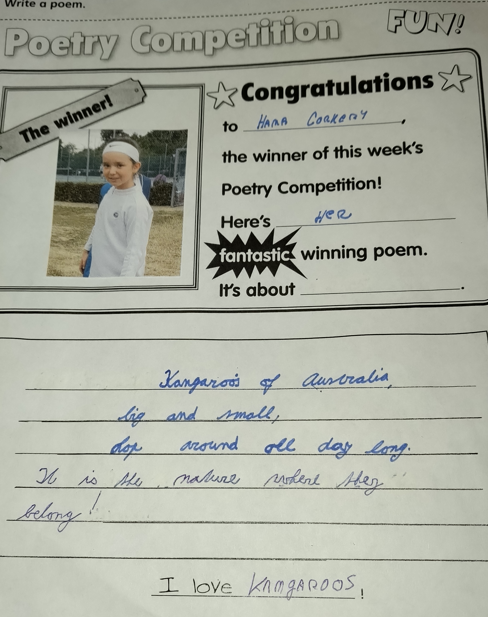 Write a poem.
Poetry Competition FUN!
The winner!
Congratulations
to HANA CORKERY,
the winner of this week's
Poetry Competition!
Here's HER
fantastic winning poem.
It's about .
Kangaroos of Australia,
big and small,
hop around all day long.
It is the nature where they
belong!
I love KANGAROOS!